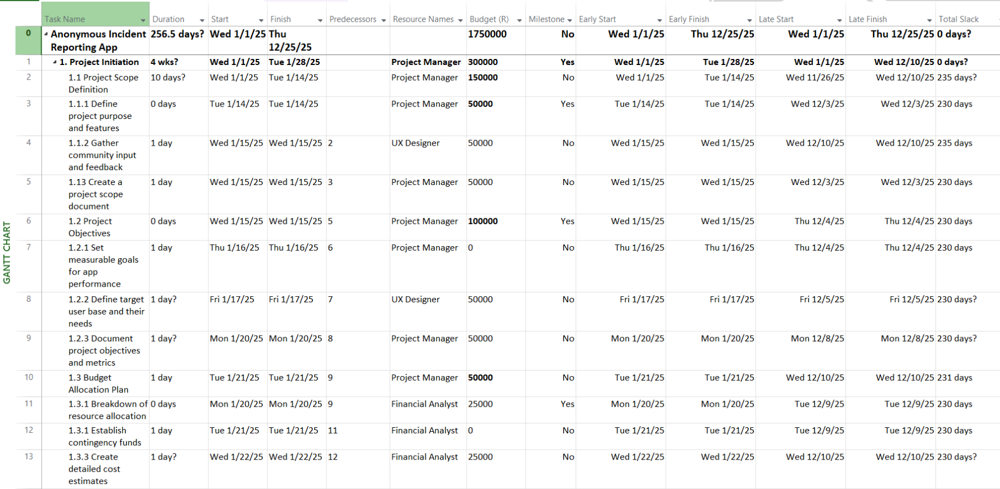 Task Name Duration Start Finish Predecessors Resource Names Budget (R) Milestone Early Start Early Finish Late Start Late Finish Total Slack
0 Anonymous Incident 256.5 days? Wed 1/1/25 Thu 1750000 No Wed 1/1/25 Thu 12/25/25 Wed 1/1/25 Thu 12/25/25 0 days?
Reporting App 12/25/25
1 1. Project Initiation 4 wks? Wed 1/1/25 Tue 1/28/25 Project Manager 300000 Yes Wed 1/1/25 Tue 1/28/25 Wed 1/1/25 Wed 12/10/25 0 days?
2 1.1 Project Scope 10 days? Wed 1/1/25 Tue 1/14/25 Project Manager 150000 No Wed 1/1/25 Tue 1/14/25 Wed 11/26/25 Wed 12/10/25 235 days?
Definition
3 1.1.1 Define 0 days Tue 1/14/25 Tue 1/14/25 Project Manager 50000 Yes Tue 1/14/25 Tue 1/14/25 Wed 12/3/25 Wed 12/3/25 230 days
project purpose
and features
4 1.1.2 Gather 1 day Wed 1/15/25 Wed 1/15/25 2 UX Designer 50000 No Wed 1/15/25 Wed 1/15/25 Wed 12/10/25 Wed 12/10/25 235 days
community input
and feedback
5 1.13 Create a 1 day Wed 1/15/25 Wed 1/15/25 3 Project Manager 50000 No Wed 1/15/25 Wed 1/15/25 Wed 12/3/25 Wed 12/3/25 230 days
project scope
document
6 1.2 Project 0 days Wed 1/15/25 Wed 1/15/25 5 Project Manager 100000 Yes Wed 1/15/25 Wed 1/15/25 Thu 12/4/25 Thu 12/4/25 230 days
Objectives
7 1.2.1 Set 1 day Thu 1/16/25 Thu 1/16/25 6 Project Manager 0 No Thu 1/16/25 Thu 1/16/25 Thu 12/4/25 Thu 12/4/25 230 days
measurable goals
for app
performance
8 1.2.2 Define target 1 day? Fri 1/17/25 Fri 1/17/25 7 UX Designer 50000 No Fri 1/17/25 Fri 1/17/25 Fri 12/5/25 Fri 12/5/25 230 days?
user base and their
needs
9 1.2.3 Document 1 day? Mon 1/20/25 Mon 1/20/25 8 Project Manager 50000 No Mon 1/20/25 Mon 1/20/25 Mon 12/8/25 Mon 12/8/25 230 days?
project objectives
and metrics
10 1.3 Budget 1 day Tue 1/21/25 Tue 1/21/25 9 Project Manager 50000 No Tue 1/21/25 Tue 1/21/25 Wed 12/10/25 Wed 12/10/25 231 days
Allocation Plan
11 1.3.1 Breakdown of 0 days Mon 1/20/25 Mon 1/20/25 9 Financial Analyst 25000 Yes Mon 1/20/25 Mon 1/20/25 Tue 12/9/25 Tue 12/9/25 230 days
resource allocation
12 1.3.1 Establish 1 day Tue 1/21/25 Tue 1/21/25 11 Financial Analyst 0 No Tue 1/21/25 Tue 1/21/25 Tue 12/9/25 Tue 12/9/25 230 days
contingency funds
13 1.3.3 Create 1 day? Wed 1/22/25 Wed 1/22/25 12 Financial Analyst 25000 No Wed 1/22/25 Wed 1/22/25 Wed 12/10/25 Wed 12/10/25 230 days?
detailed cost
estimates
GANTT CHART